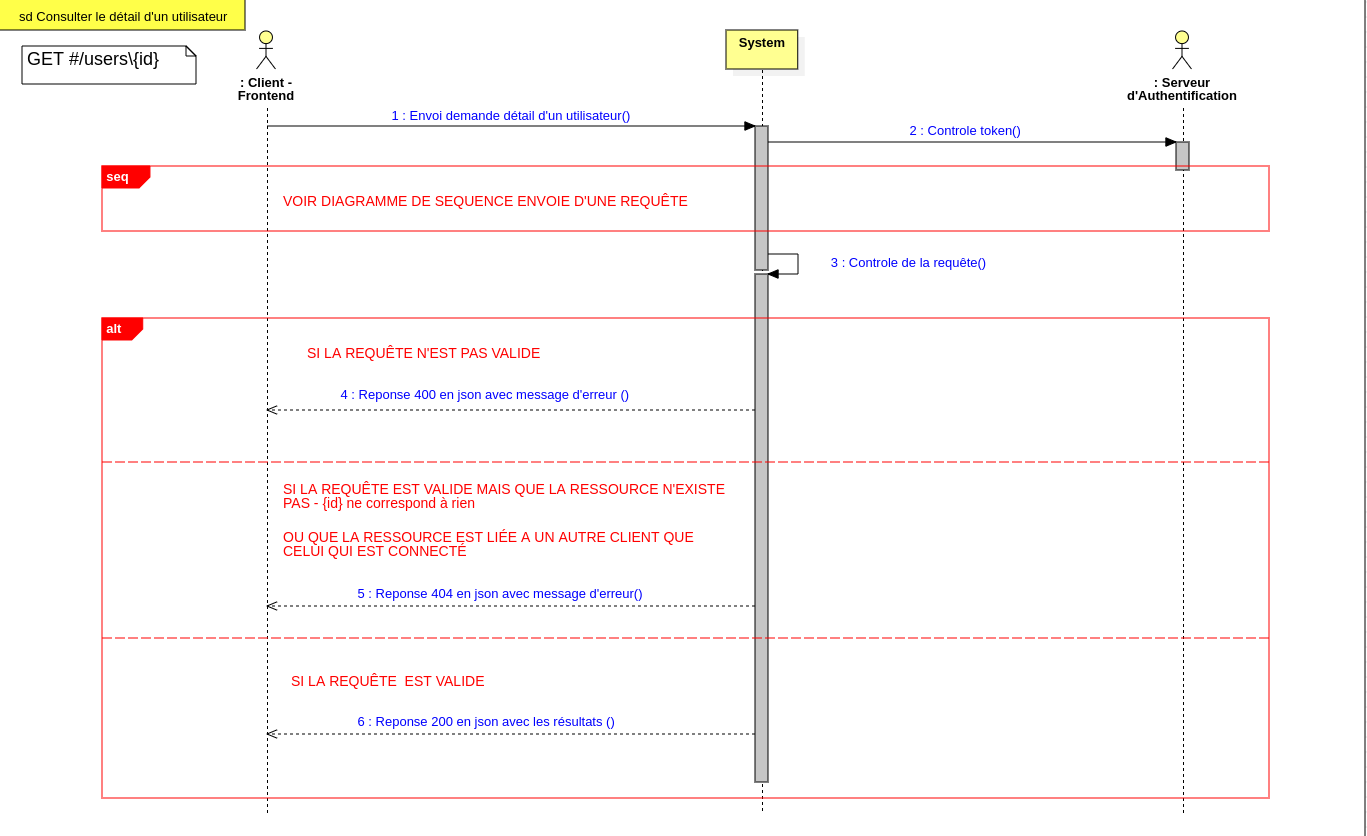 sd Consulter le détail d'un utilisateur
GET #/users\{id}
: Client -
Frontend
System
: Serveur
d'Authentification
1 : Envoi demande détail d'un utilisateur()
2 : Controle token()
seq
VOIR DIAGRAMME DE SEQUENCE ENVOIE D'UNE REQUÊTE
3 : Controle de la requête()
alt
SI LA REQUÊTE N'EST PAS VALIDE
4 : Reponse 400 en json avec message d'erreur ()
SI LA REQUÊTE EST VALIDE MAIS QUE LA RESSOURCE N'EXISTE
PAS - {id} ne correspond à rien
OU QUE LA RESSOURCE EST LIÉE A UN AUTRE CLIENT QUE
CELUI QUI EST CONNECTÉ
5 : Reponse 404 en json avec message d'erreur()
SI LA REQUÊTE  EST VALIDE
6 : Reponse 200 en json avec les résultats ()